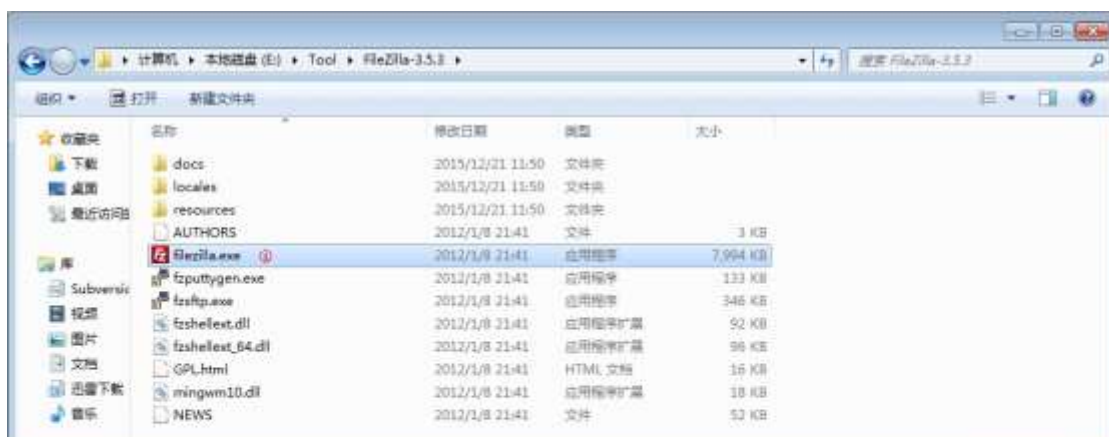 计算机 ▸ 本地磁盘 (E:) ▸ Tool ▸ FileZilla-3.5.3 ▸ 搜索 FileZilla-3.5.3
组织 ▾ 打开 新建文件夹
名称 修改日期 类型 大小
收藏夹
下载
桌面
最近访问的
库
Subversic
视频
图片
文档
迅雷下载
音乐
docs 2015/12/21 11:50 文件夹
locales 2015/12/21 11:50 文件夹
resources 2015/12/21 11:50 文件夹
AUTHORS 2012/1/8 21:41 文件 3 KB
filezilla.exe ① 2012/1/8 21:41 应用程序 7,994 KB
fzputtygen.exe 2012/1/8 21:41 应用程序 133 KB
fzsftp.exe 2012/1/8 21:41 应用程序 346 KB
fzshellext.dll 2012/1/8 21:41 应用程序扩展 92 KB
fzshellext_64.dll 2012/1/8 21:41 应用程序扩展 96 KB
GPL.html 2012/1/8 21:41 HTML 文档 16 KB
mingwm10.dll 2012/1/8 21:41 应用程序扩展 18 KB
NEWS 2012/1/8 21:41 文件 52 KB